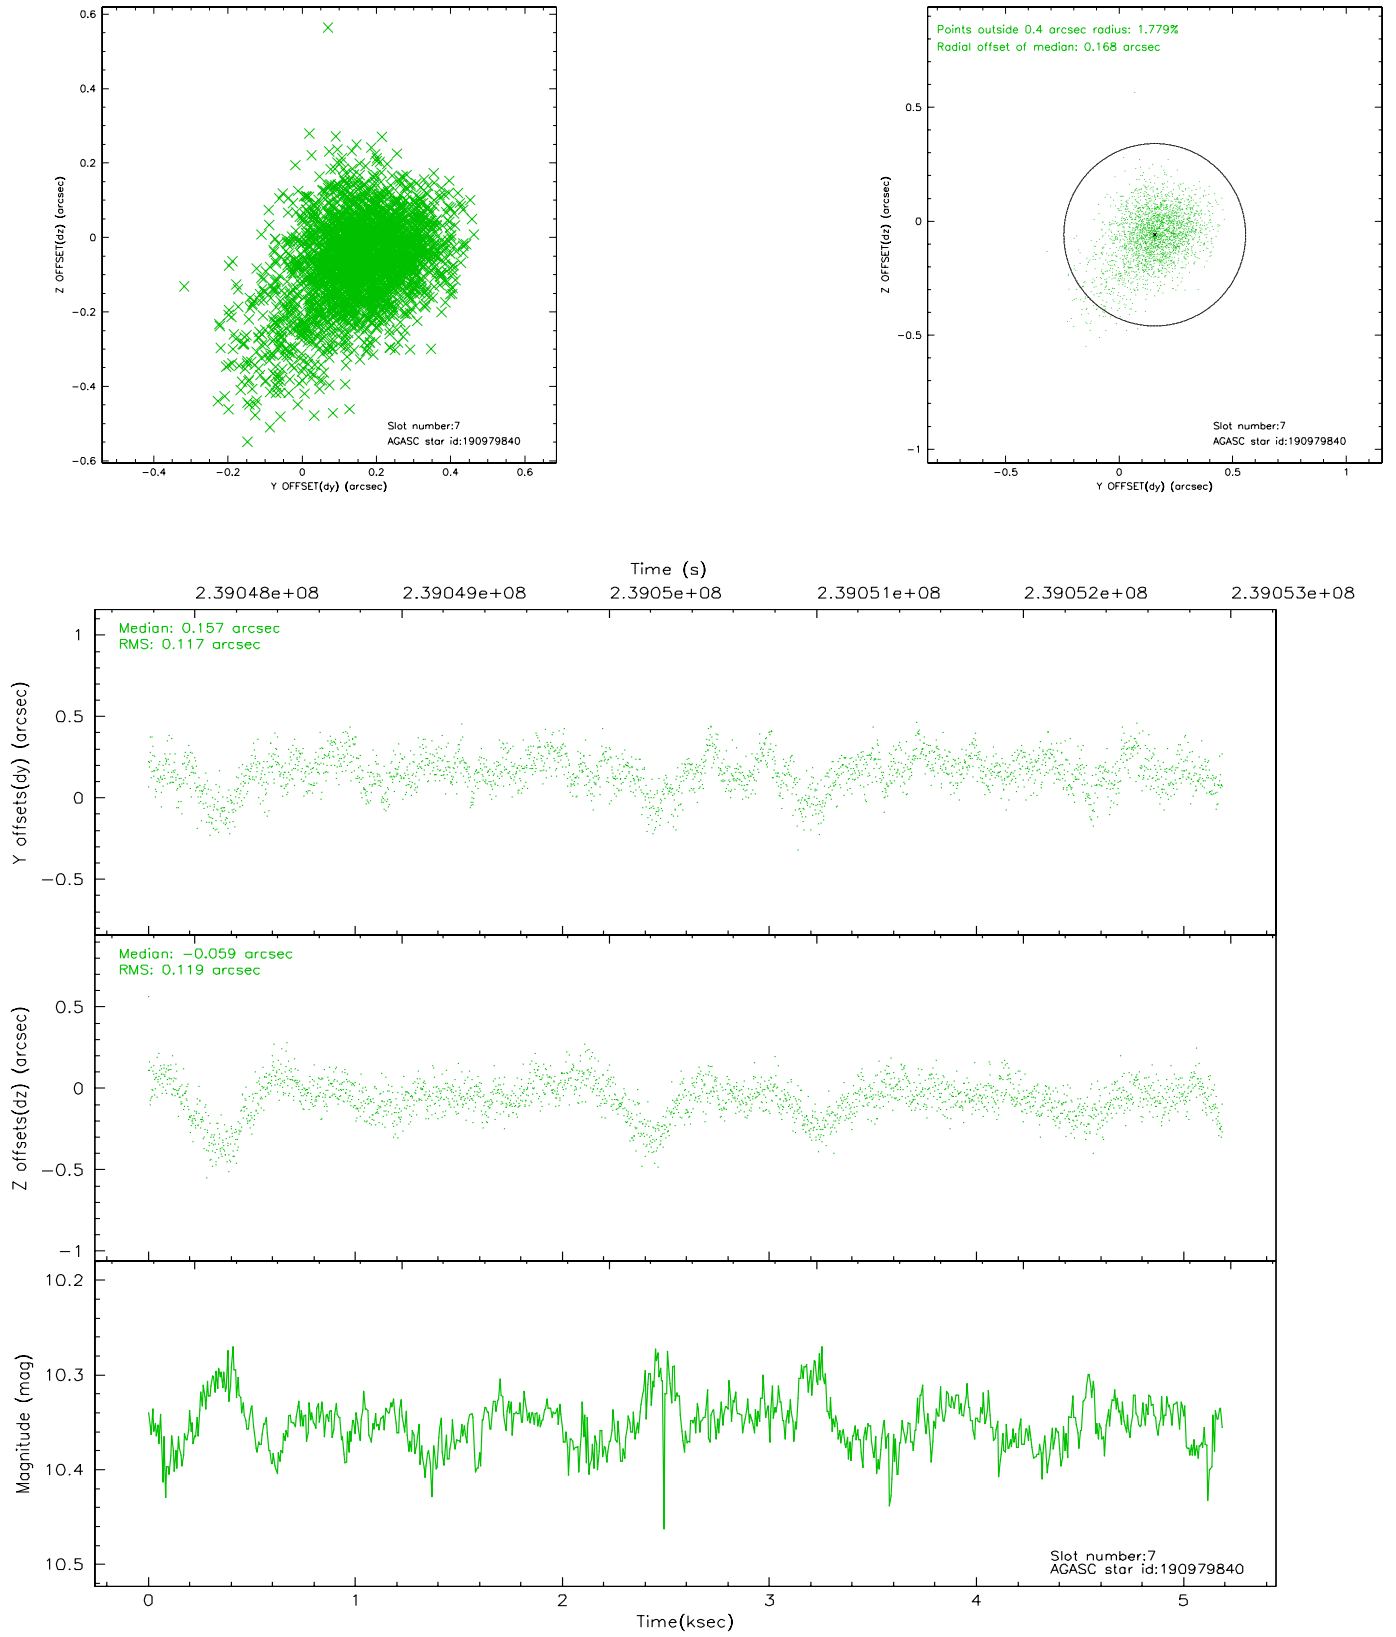 0.6
0.4
0.2
0
-0.2
-0.4
-0.6
Z OFFSET(dz) (arcsec)
Slot number:7
AGASC star id:190979840
-0.4 -0.2 0 0.2 0.4 0.6
Y OFFSET(dy) (arcsec)
Points outside 0.4 arcsec radius: 1.779%
Radial offset of median: 0.168 arcsec
0.5
0
-0.5
-1
Z OFFSET(dz) (arcsec)
Slot number:7
AGASC star id:190979840
-0.5 0 0.5 1
Y OFFSET(dy) (arcsec)
Time (s)
2.39048e+08 2.39049e+08 2.3905e+08 2.39051e+08 2.39052e+08 2.39053e+08
Median: 0.157 arcsec
RMS: 0.117 arcsec
1
0.5
0
-0.5
Y offsets(dy) (arcsec)
Median: -0.059 arcsec
RMS: 0.119 arcsec
0.5
0
-0.5
-1
Z offsets(dz) (arcsec)
10.2
10.3
10.4
10.5
Magnitude (mag)
Slot number:7
AGASC star id:190979840
0 1 2 3 4 5
Time(ksec)